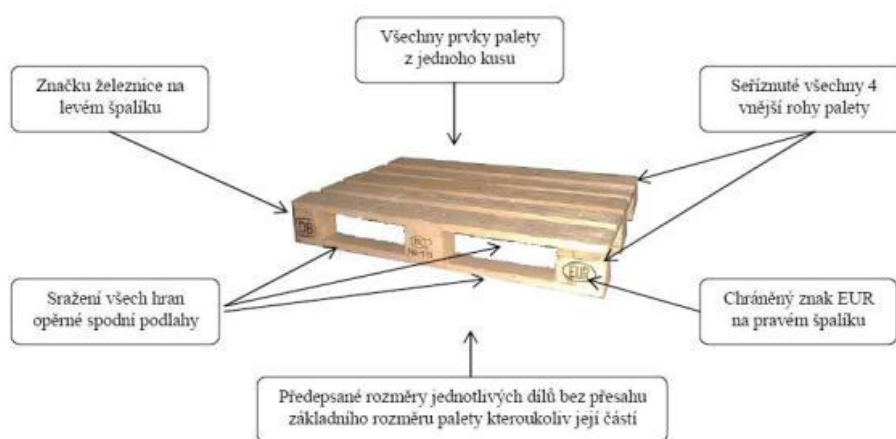 Všechny prvky palety
z jednoho kusu
Značku železnice na
levém špalíku
Seříznuté všechny 4
vnější rohy palety
DB
EUR
Sražení všech hran
opěrné spodní podlahy
Chráněný znak EUR
na pravém špalíku
Předepsané rozměry jednotlivých dílů bez přesahu
základního rozměru palety kteroukoliv její částí